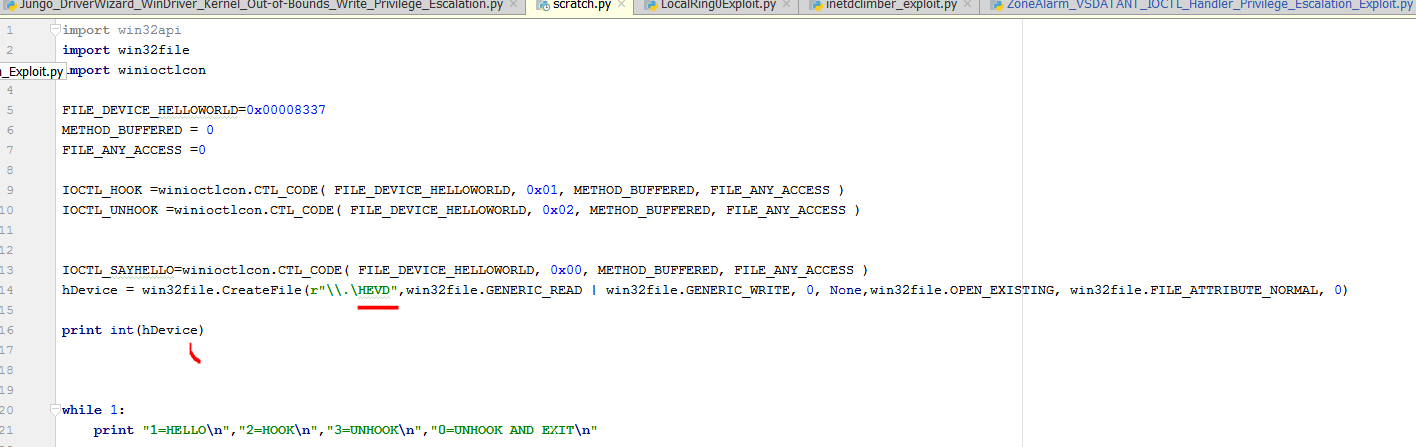 Jungo_DriverWizard_WinDriver_Kernel_Out-of-Bounds_Write_Privilege_Escalation.py
scratch.py
LocalRing0Exploit.py
inetdclimber_exploit.py
ZoneAlarm_VSDATANT_IOCTL_Handler_Privilege_Escalation_Exploit.py
1 import win32api
2 import win32file
_Exploit.py
import winioctlcon
4
5 FILE_DEVICE_HELLOWORLD=0x00008337
6 METHOD_BUFFERED = 0
7 FILE_ANY_ACCESS =0
8
9 IOCTL_HOOK =winioctlcon.CTL_CODE( FILE_DEVICE_HELLOWORLD, 0x01, METHOD_BUFFERED, FILE_ANY_ACCESS )
10 IOCTL_UNHOOK =winioctlcon.CTL_CODE( FILE_DEVICE_HELLOWORLD, 0x02, METHOD_BUFFERED, FILE_ANY_ACCESS )
11
12
13 IOCTL_SAYHELLO=winioctlcon.CTL_CODE( FILE_DEVICE_HELLOWORLD, 0x00, METHOD_BUFFERED, FILE_ANY_ACCESS )
14 hDevice = win32file.CreateFile(r"\\.\HEVD",win32file.GENERIC_READ | win32file.GENERIC_WRITE, 0, None,win32file.OPEN_EXISTING, win32file.FILE_ATTRIBUTE_NORMAL, 0)
15
16 print int(hDevice)
17
18
19
20 while 1:
21 print "1=HELLO\n","2=HOOK\n","3=UNHOOK\n","0=UNHOOK AND EXIT\n"